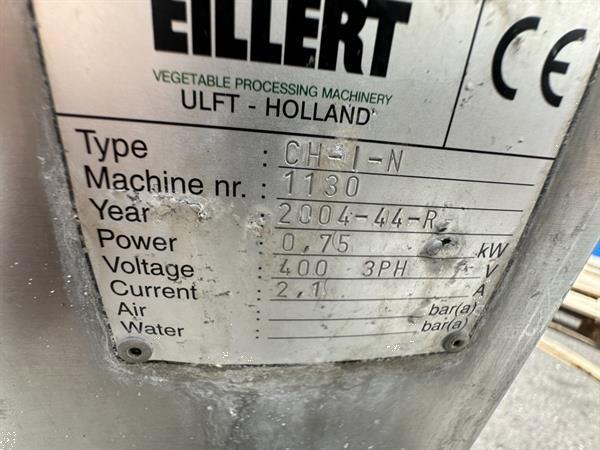 EILLERT
VEGETABLE PROCESSING MACHINERY
ULFT - HOLLAND
CE
Type : CH-I-N
Machine nr. : 1130
Year : 2004-44-R
Power : 0,75 kW
Voltage : 400 3PH V
Current : 2,1 A
Air : bar(a)
Water : bar(a)